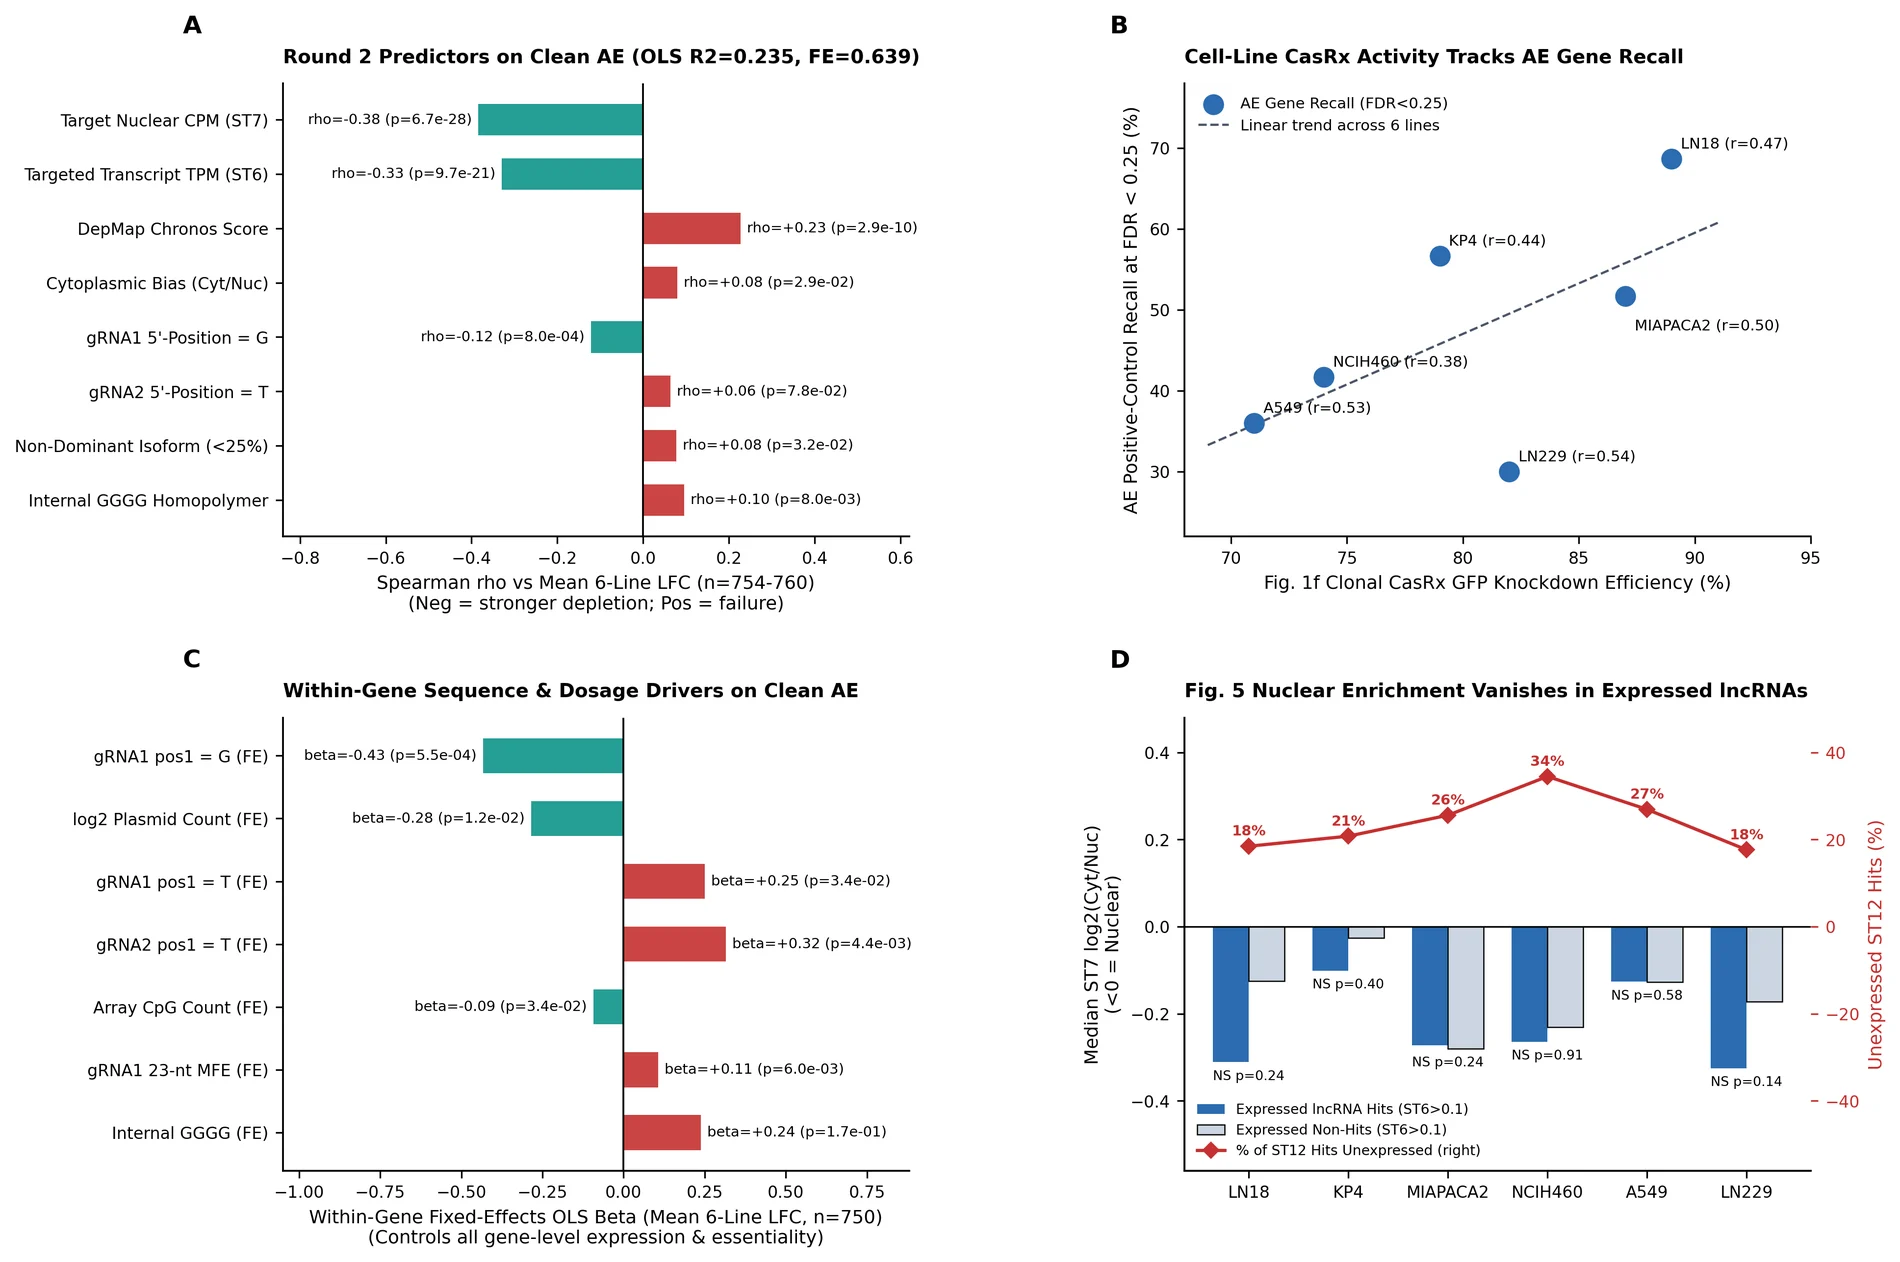 A
Round 2 Predictors on Clean AE (OLS R2=0.235, FE=0.639)
Target Nuclear CPM (ST7)
rho=-0.38 (p=6.7e-28)
Targeted Transcript TPM (ST6)
rho=-0.33 (p=9.7e-21)
DepMap Chronos Score
rho=+0.23 (p=2.9e-10)
Cytoplasmic Bias (Cyt/Nuc)
rho=+0.08 (p=2.9e-02)
gRNA1 5'-Position = G
rho=-0.12 (p=8.0e-04)
gRNA2 5'-Position = T
rho=+0.06 (p=7.8e-02)
Non-Dominant Isoform (<25%)
rho=+0.08 (p=3.2e-02)
Internal GGGG Homopolymer
rho=+0.10 (p=8.0e-03)
−0.8 −0.6 −0.4 −0.2 0.0 0.2 0.4 0.6
Spearman rho vs Mean 6-Line LFC (n=754-760)
(Neg = stronger depletion; Pos = failure)
B
Cell-Line CasRx Activity Tracks AE Gene Recall
AE Gene Recall (FDR<0.25)
Linear trend across 6 lines
AE Positive-Control Recall at FDR < 0.25 (%)
70
60
50
40
30
LN18 (r=0.47)
KP4 (r=0.44)
MIAPACA2 (r=0.50)
NCIH460 (r=0.38)
A549 (r=0.53)
LN229 (r=0.54)
70 75 80 85 90 95
Fig. 1f Clonal CasRx GFP Knockdown Efficiency (%)
C
Within-Gene Sequence & Dosage Drivers on Clean AE
gRNA1 pos1 = G (FE)
beta=-0.43 (p=5.5e-04)
log2 Plasmid Count (FE)
beta=-0.28 (p=1.2e-02)
gRNA1 pos1 = T (FE)
beta=+0.25 (p=3.4e-02)
gRNA2 pos1 = T (FE)
beta=+0.32 (p=4.4e-03)
Array CpG Count (FE)
beta=-0.09 (p=3.4e-02)
gRNA1 23-nt MFE (FE)
beta=+0.11 (p=6.0e-03)
Internal GGGG (FE)
beta=+0.24 (p=1.7e-01)
−1.00 −0.75 −0.50 −0.25 0.00 0.25 0.50 0.75
Within-Gene Fixed-Effects OLS Beta (Mean 6-Line LFC, n=750)
(Controls all gene-level expression & essentiality)
D
Fig. 5 Nuclear Enrichment Vanishes in Expressed lncRNAs
Median ST7 log2(Cyt/Nuc)
(<0 = Nuclear)
0.4
0.2
0.0
−0.2
−0.4
18%
21%
26%
34%
27%
18%
NS p=0.24
NS p=0.40
NS p=0.24
NS p=0.91
NS p=0.58
NS p=0.14
Expressed lncRNA Hits (ST6>0.1)
Expressed Non-Hits (ST6>0.1)
% of ST12 Hits Unexpressed (right)
LN18 KP4 MIAPACA2 NCIH460 A549 LN229
40
20
0
−20
−40
Unexpressed ST12 Hits (%)